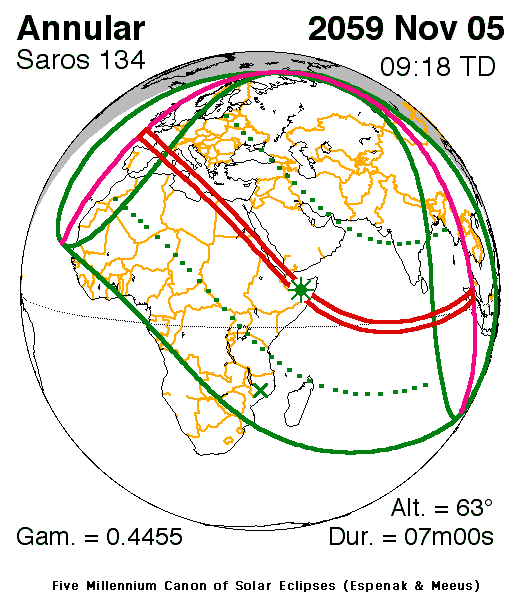 Annular 2059 Nov 05
Saros 134 09:18 TD
Alt. = 63°
Gam. = 0.4455 Dur. = 07m00s
Five Millennium Canon of Solar Eclipses (Espenak & Meeus)